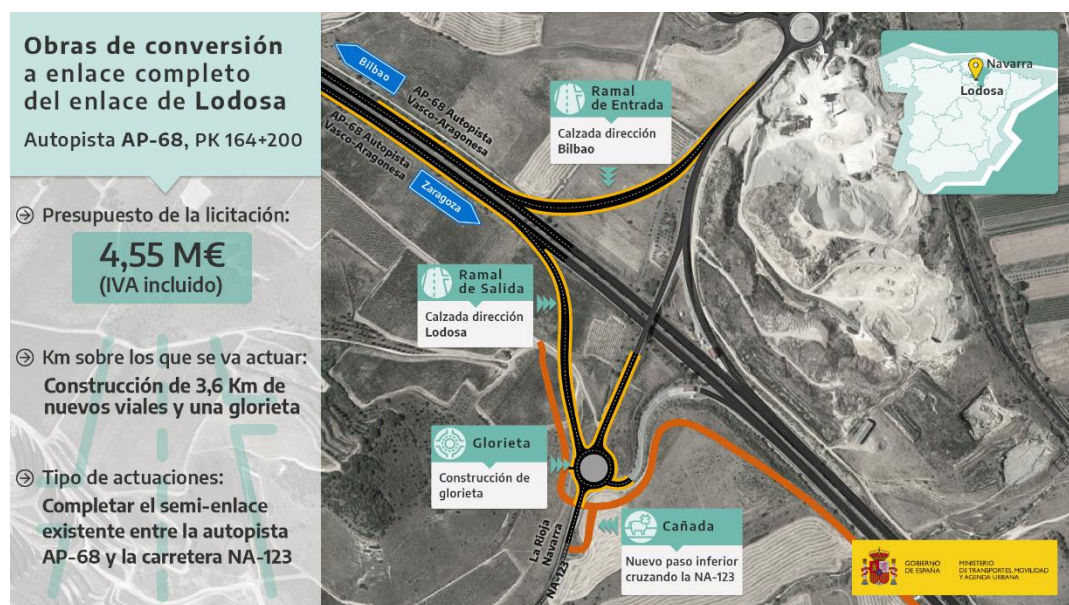 Obras de conversión
a enlace completo
del enlace de Lodosa
Autopista AP-68, PK 164+200
Presupuesto de la licitación:
4,55 M€
(IVA incluido)
Km sobre los que se va actuar:
Construcción de 3,6 Km de
nuevos viales y una glorieta
Tipo de actuaciones:
Completar el semi-enlace
existente entre la autopista
AP-68 y la carretera NA-123
Bilbao
AP-68 Autopista
Vasco-Aragonesa
AP-68 Autopista
Vasco-Aragonesa
Zaragoza
Ramal
de Entrada
Calzada dirección
Bilbao
Navarra
Lodosa
Ramal
de Salida
Calzada dirección
Lodosa
Glorieta
Construcción de
glorieta
La Rioja
Navarra
NA-123
Cañada
Nuevo paso inferior
cruzando la NA-123
GOBIERNO
DE ESPAÑA
MINISTERIO
DE TRANSPORTES, MOVILIDAD
Y AGENDA URBANA